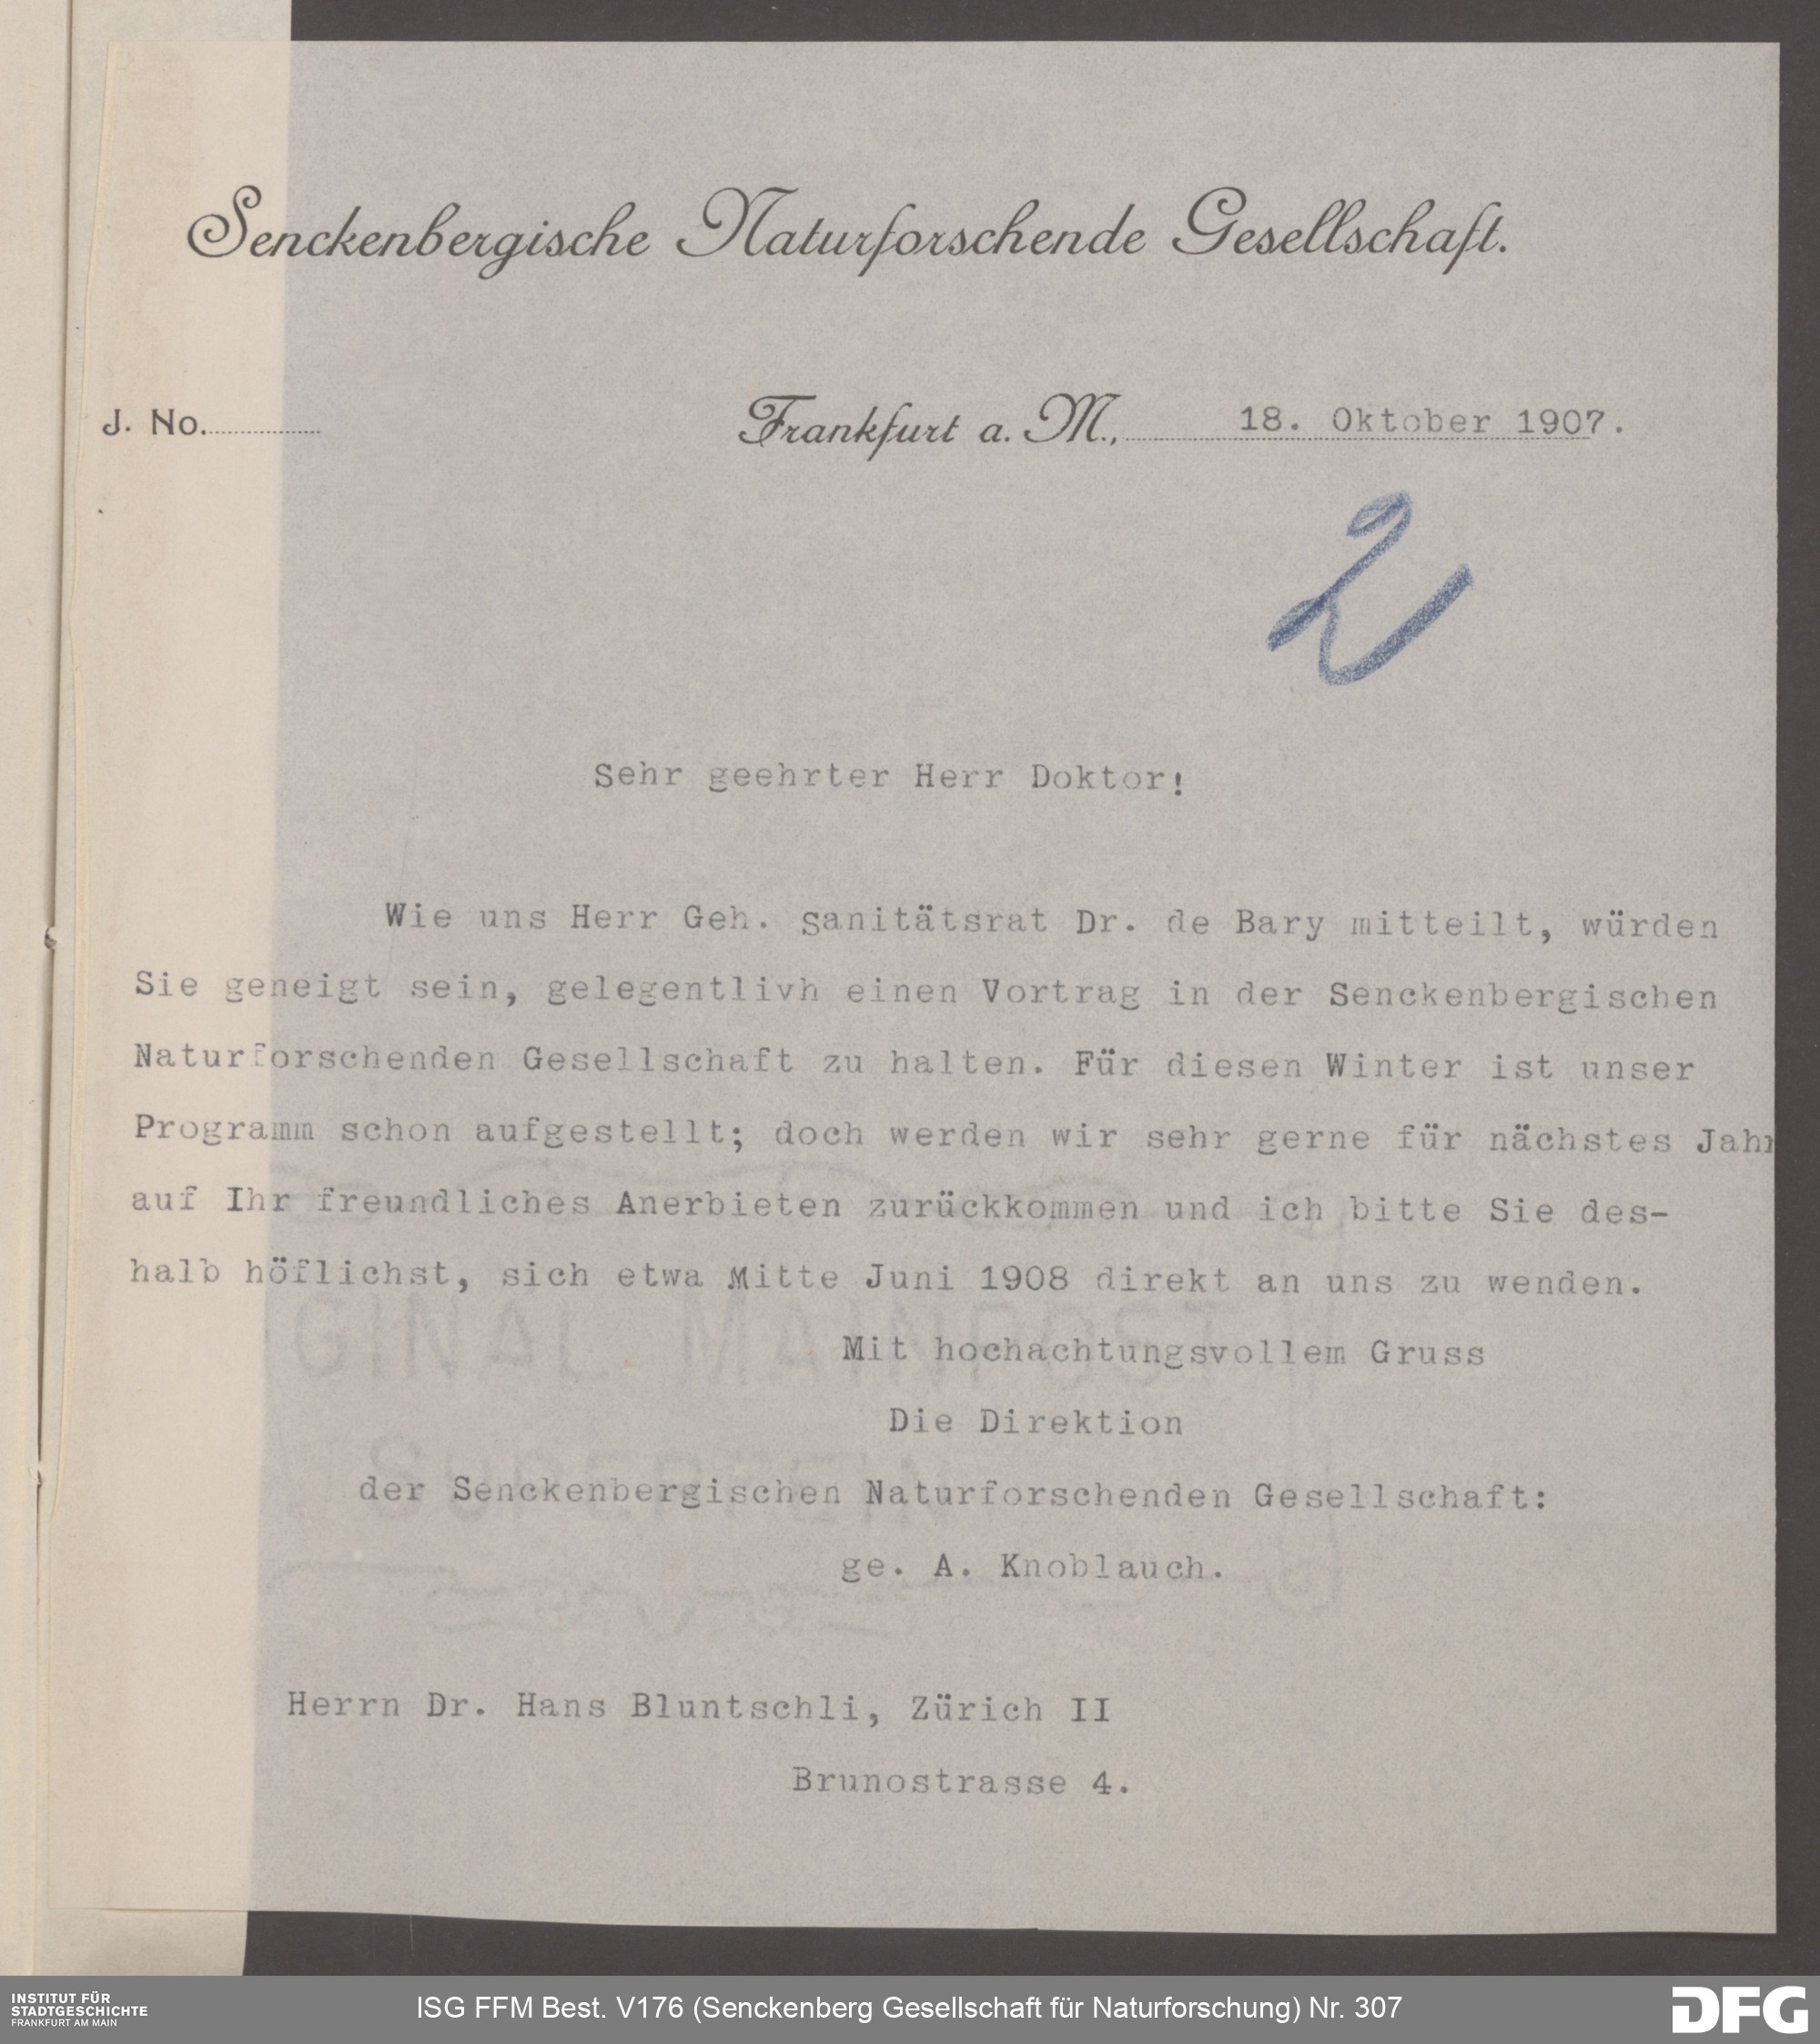 Senckenbergische Naturforschende Gesellschaft.
J. No.
Frankfurt a. M., 18. Oktober 1907.
2
Sehr geehrter Herr Doktor!
Wie uns Herr Geh. Sanitätsrat Dr. de Bary mitteilt, würden
Sie geneigt sein, gelegentlivh einen Vortrag in der Senckenbergischen
Naturforschenden Gesellschaft zu halten. Für diesen Winter ist unser
Programm schon aufgestellt; doch werden wir sehr gerne für nächstes Jahr
auf Ihr freundliches Anerbieten zurückkommen und ich bitte Sie des-
halb höflichst, sich etwa Mitte Juni 1908 direkt an uns zu wenden.
Mit hochachtungsvollem Gruss
Die Direktion
der Senckenbergischen Naturforschenden Gesellschaft:
ge. A. Knoblauch.
Herrn Dr. Hans Bluntschli, Zürich II
Brunostrasse 4.
INSTITUT FÜR
STADTGESCHICHTE
FRANKFURT AM MAIN
ISG FFM Best. V176 (Senckenberg Gesellschaft für Naturforschung) Nr. 307
DFG